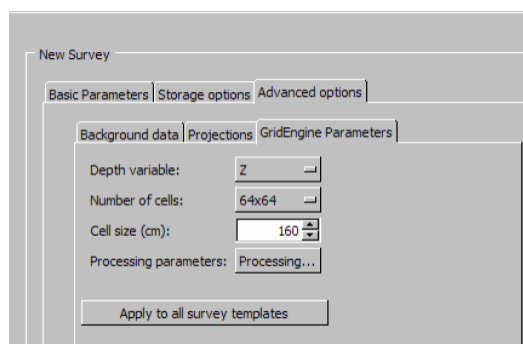 New Survey
Basic Parameters Storage options Advanced options
Background data Projections GridEngine Parameters
Depth variable: Z
Number of cells: 64x64
Cell size (cm): 160
Processing parameters: Processing...
Apply to all survey templates